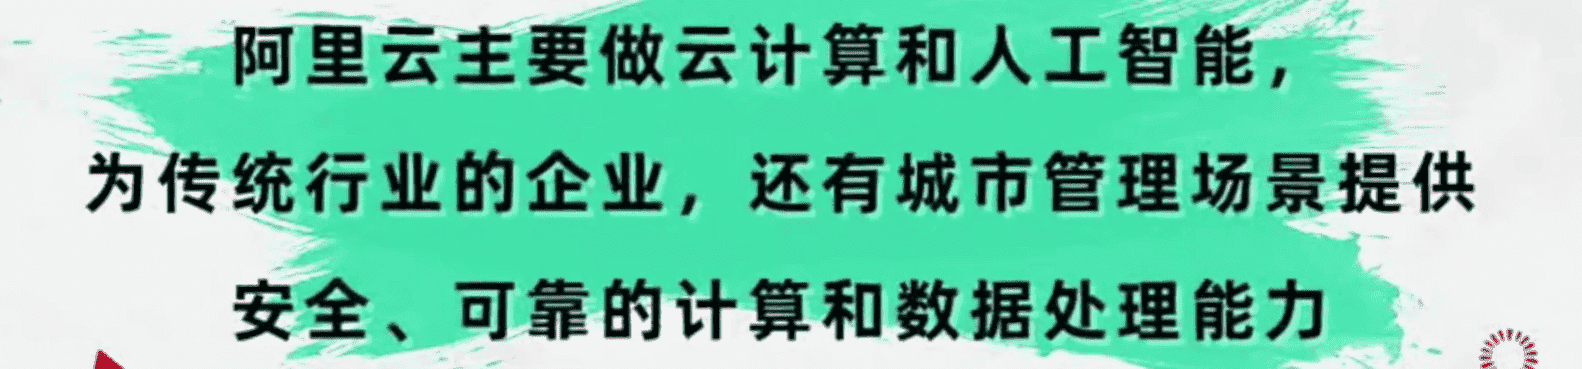 阿里云主要做云计算和人工智能，
为传统行业的企业，还有城市管理场景提供
安全、可靠的计算和数据处理能力